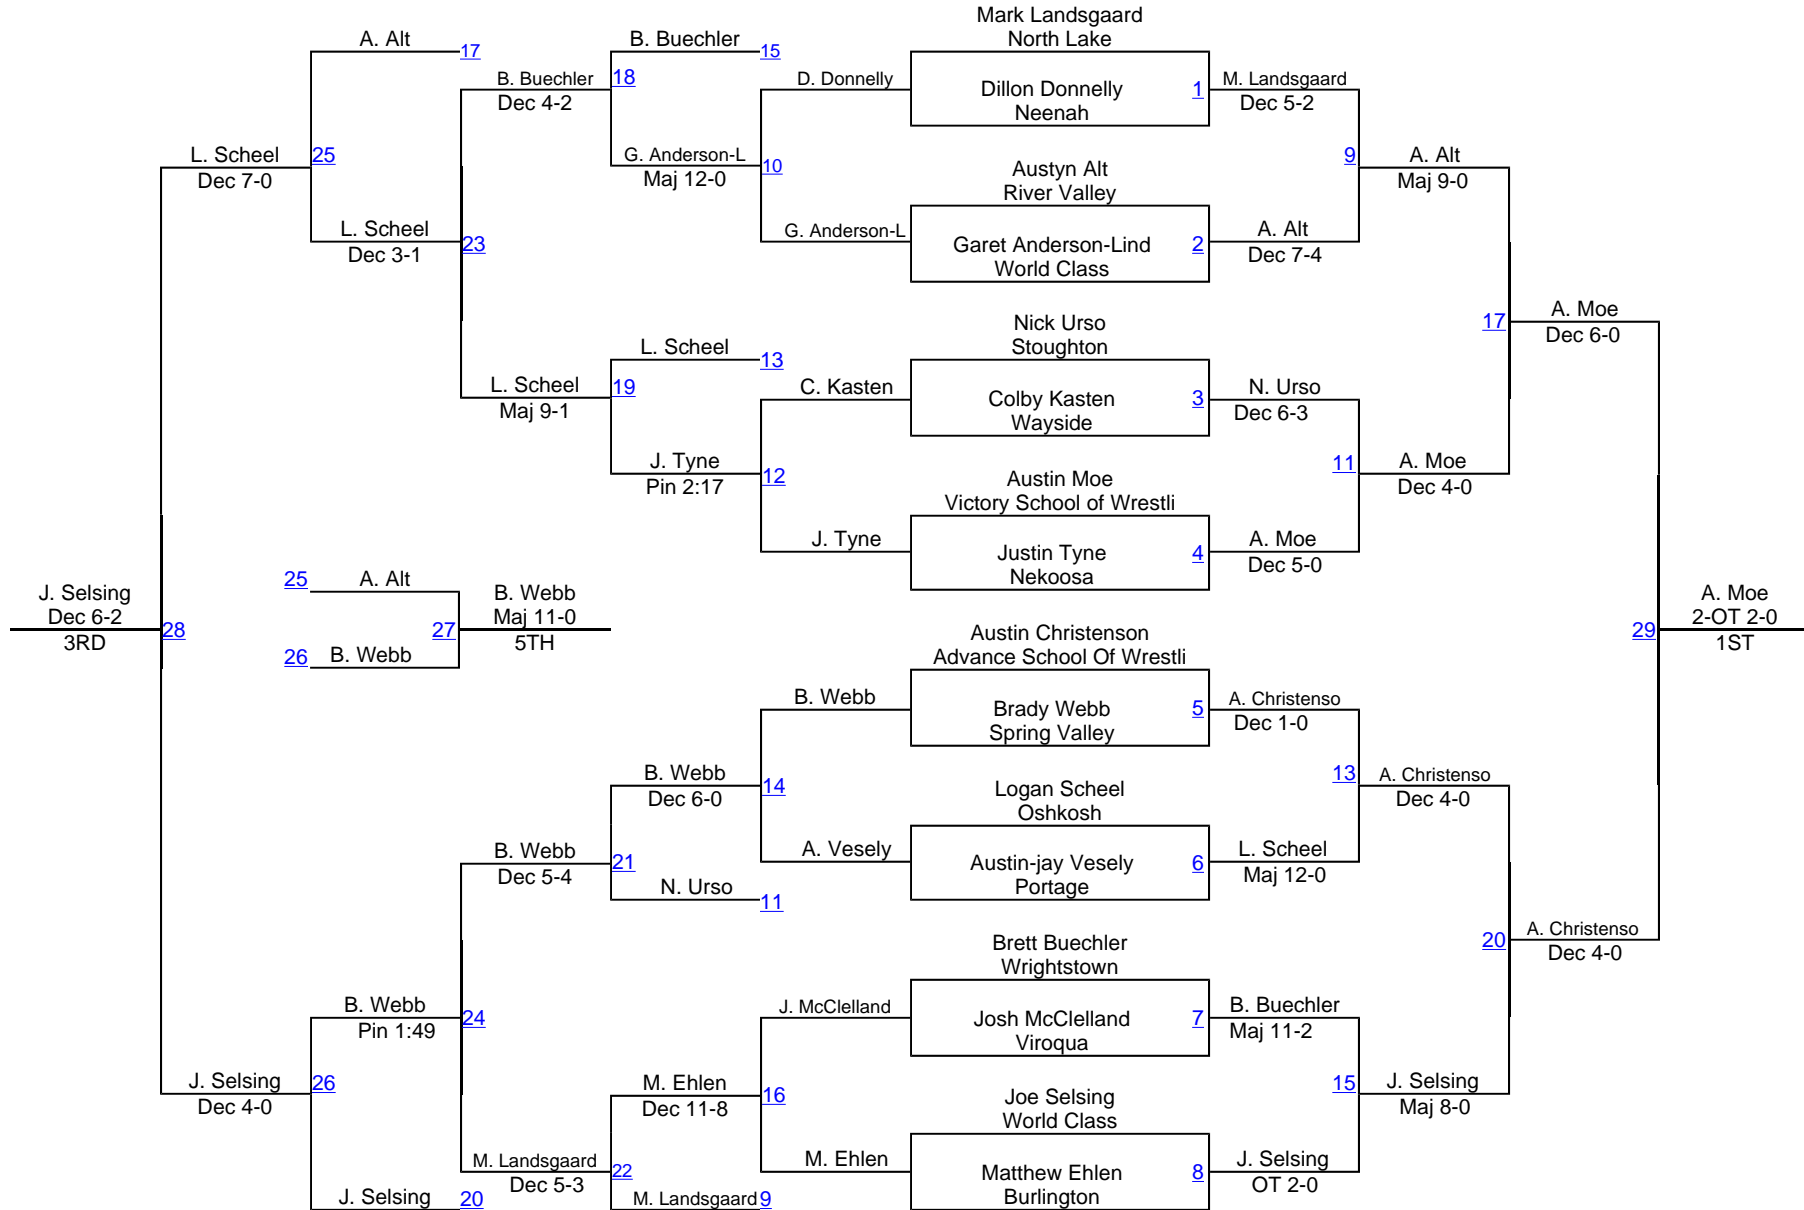 Mark Landsgaard
North Lake
A. Alt
17
B. Buechler
15
B. Buechler
18
Dec 4-2
D. Donnelly
Dillon Donnelly
Neenah
1
M. Landsgaard
Dec 5-2
L. Scheel
25
Dec 7-0
G. Anderson-L
10
Maj 12-0
Austyn Alt
River Valley
9
A. Alt
Maj 9-0
L. Scheel
23
Dec 3-1
G. Anderson-L
Garet Anderson-Lind
World Class
2
A. Alt
Dec 7-4
Nick Urso
Stoughton
17
A. Moe
Dec 6-0
L. Scheel
13
L. Scheel
19
Maj 9-1
C. Kasten
Colby Kasten
Wayside
3
N. Urso
Dec 6-3
J. Tyne
12
Pin 2:17
Austin Moe
Victory School of Wrestli
11
A. Moe
Dec 4-0
J. Tyne
Justin Tyne
Nekoosa
4
A. Moe
Dec 5-0
25
A. Alt
J. Selsing
Dec 6-2
28
3RD
27
B. Webb
Maj 11-0
5TH
26
B. Webb
29
A. Moe
2-OT 2-0
1ST
Austin Christenson
Advance School Of Wrestli
B. Webb
Brady Webb
Spring Valley
5
A. Christenso
Dec 1-0
B. Webb
14
Dec 6-0
Logan Scheel
Oshkosh
13
A. Christenso
Dec 4-0
B. Webb
21
Dec 5-4
A. Vesely
Austin-jay Vesely
Portage
6
L. Scheel
Maj 12-0
N. Urso
11
Brett Buechler
Wrightstown
20
A. Christenso
Dec 4-0
B. Webb
24
Pin 1:49
J. McClelland
Josh McClelland
Viroqua
7
B. Buechler
Maj 11-2
J. Selsing
26
Dec 4-0
M. Ehlen
16
Dec 11-8
Joe Selsing
World Class
15
J. Selsing
Maj 8-0
M. Landsgaard
22
Dec 5-3
M. Ehlen
Matthew Ehlen
Burlington
8
J. Selsing
OT 2-0
J. Selsing
20
M. Landsgaard
9